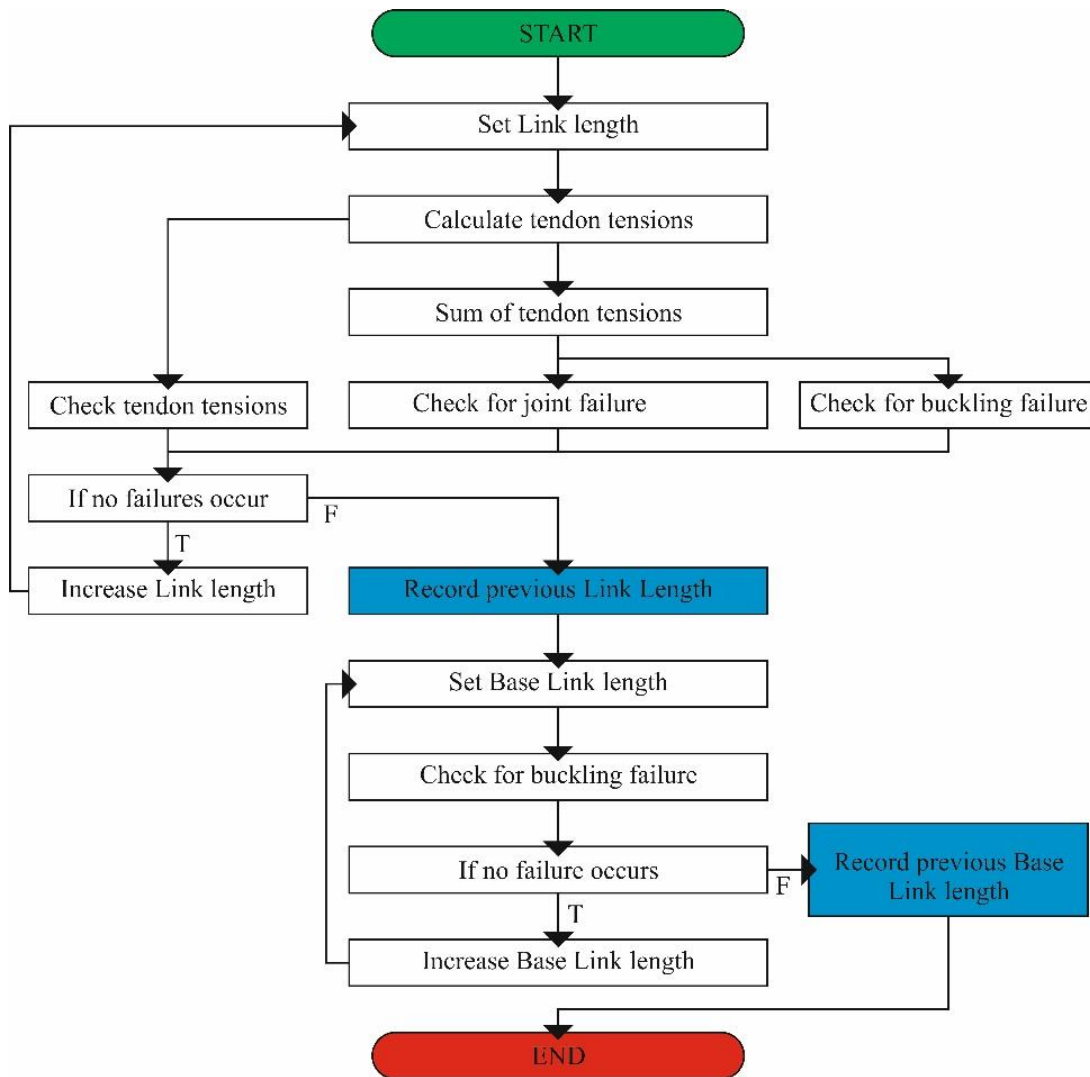 START
Set Link length
Calculate tendon tensions
Sum of tendon tensions
Check tendon tensions
Check for joint failure
Check for buckling failure
If no failures occur
F
T
Increase Link length
Record previous Link Length
Set Base Link length
Check for buckling failure
If no failure occurs
F
Record previous Base
Link length
T
Increase Base Link length
END